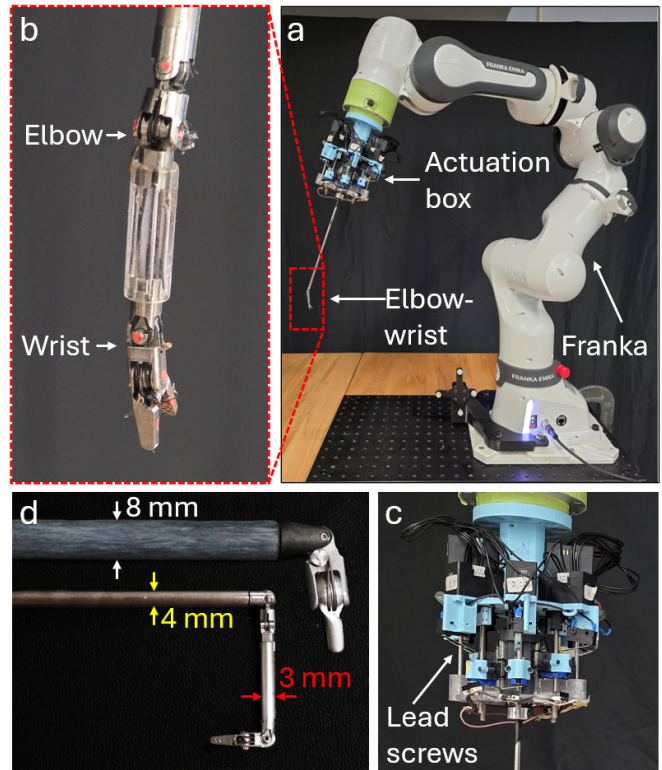 b
Elbow
Wrist
a
FRANKA EMIKA
Actuation
box
Elbow-
wrist
Franka
FRANKA EMIKA
d
8 mm
4 mm
3 mm
c
Lead
screws